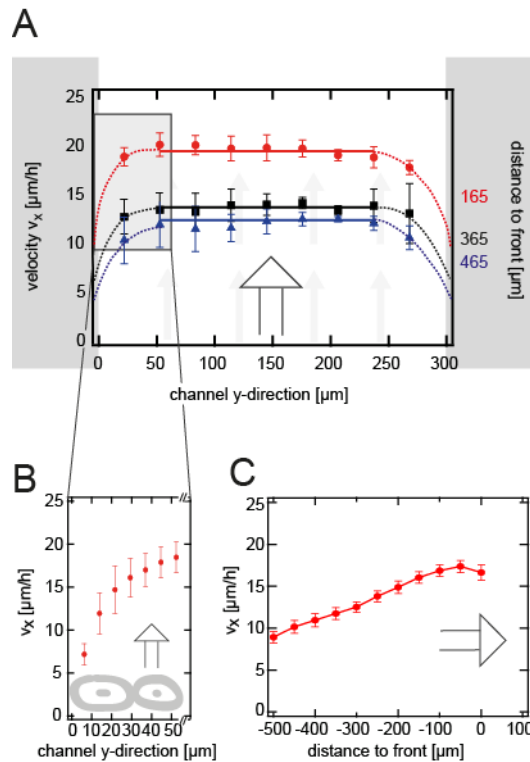 A
velocity vₓ [µm/h]
25
20
15
10
5
0
0
50
100
150
200
250
300
channel y-direction [µm]
165
365
465
distance to front [µm]
B
vₓ [µm/h]
25
20
15
10
5
0
0 10 20 30 40 50
channel y-direction [µm]
C
vₓ [µm/h]
25
20
15
10
5
0
-500 -400 -300 -200 -100 0 100
distance to front [µm]